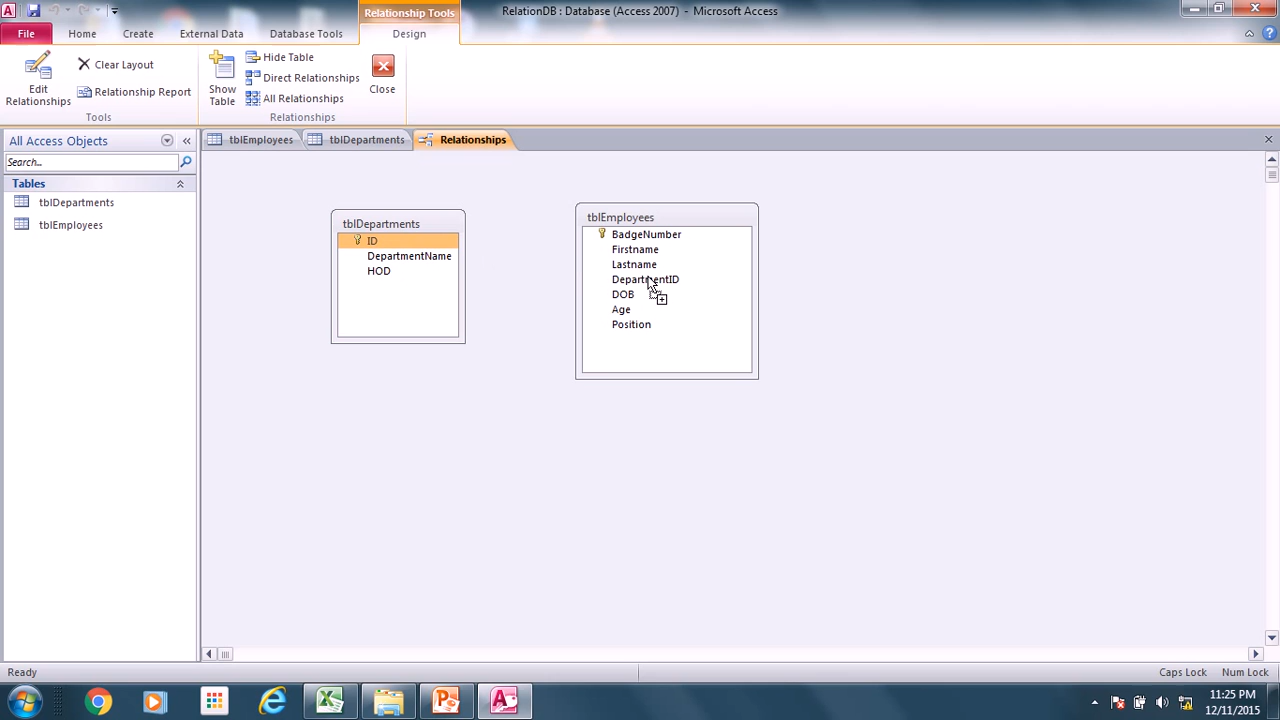 Relationship Tools
RelationDB : Database (Access 2007) - Microsoft Access
File
Home
Create
External Data
Database Tools
Design
Edit Relationships
Clear Layout
Relationship Report
Tools
Show Table
Hide Table
Direct Relationships
All Relationships
Relationships
Close
All Access Objects
Search...
Tables
tblDepartments
tblEmployees
tblEmployees
tblDepartments
Relationships
tblDepartments
ID
DepartmentName
HOD
tblEmployees
BadgeNumber
Firstname
Lastname
DepartmentID
DOB
Age
Position
Ready
Caps Lock
Num Lock
11:25 PM
12/11/2015